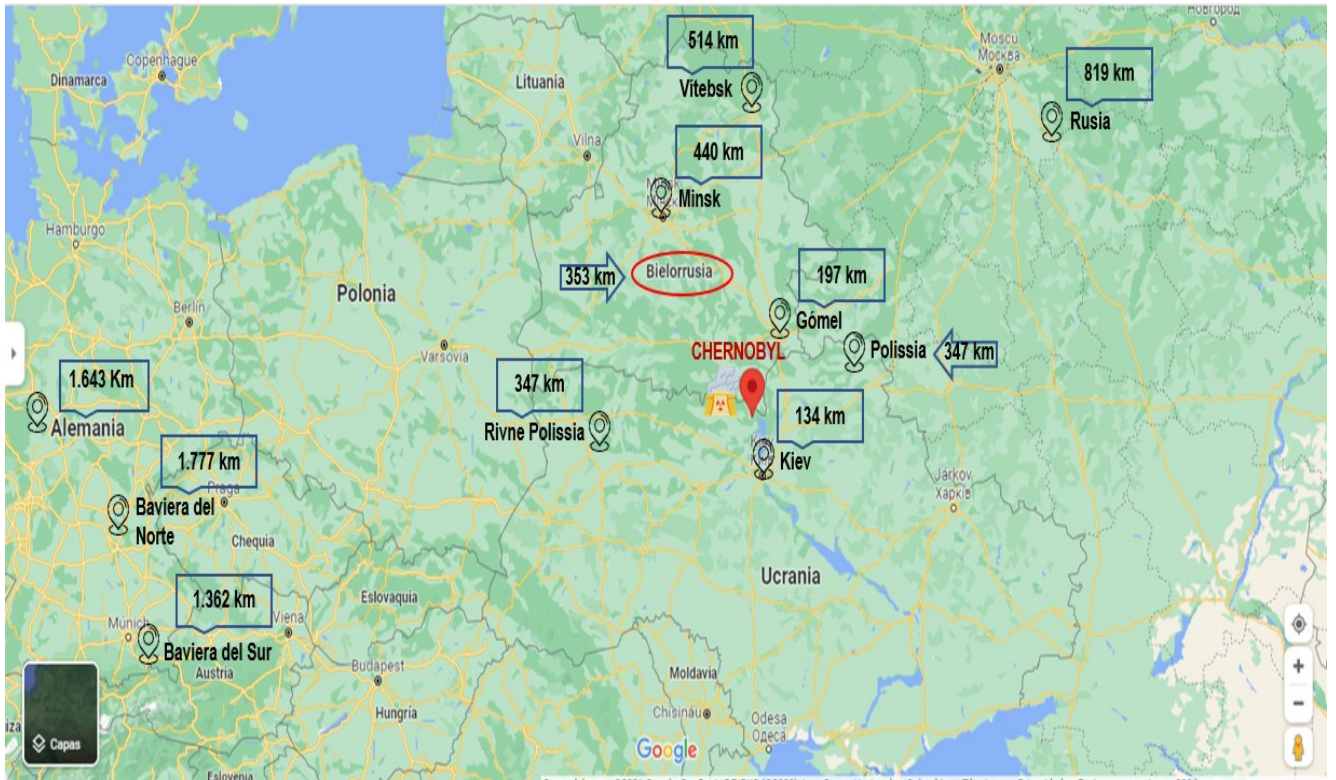 Новгород
514 km
Moscú
Москва
Copenhague
819 km
Dinamarca
Lituania
Vitebsk
Rusia
Vilna
440 km
Minsk
Hamburgo
353 km
Bielorrusia
197 km
Polonia
Berlín
Gómel
CHERNOBYL
Polissia
347 km
Varsovia
1.643 Km
347 km
134 km
Alemania
Rivne Polissia
1.777 km
Kiev
Praga
Járkov
Харків
Baviera del
Norte
Chequia
Ucrania
1.362 km
Eslovaquia
Múnich
Viena
Baviera del Sur
Austria
Budapest
Moldavia
Hungría
Chisináu
Capas
Odesa
Одеса
Google
Eslovenia